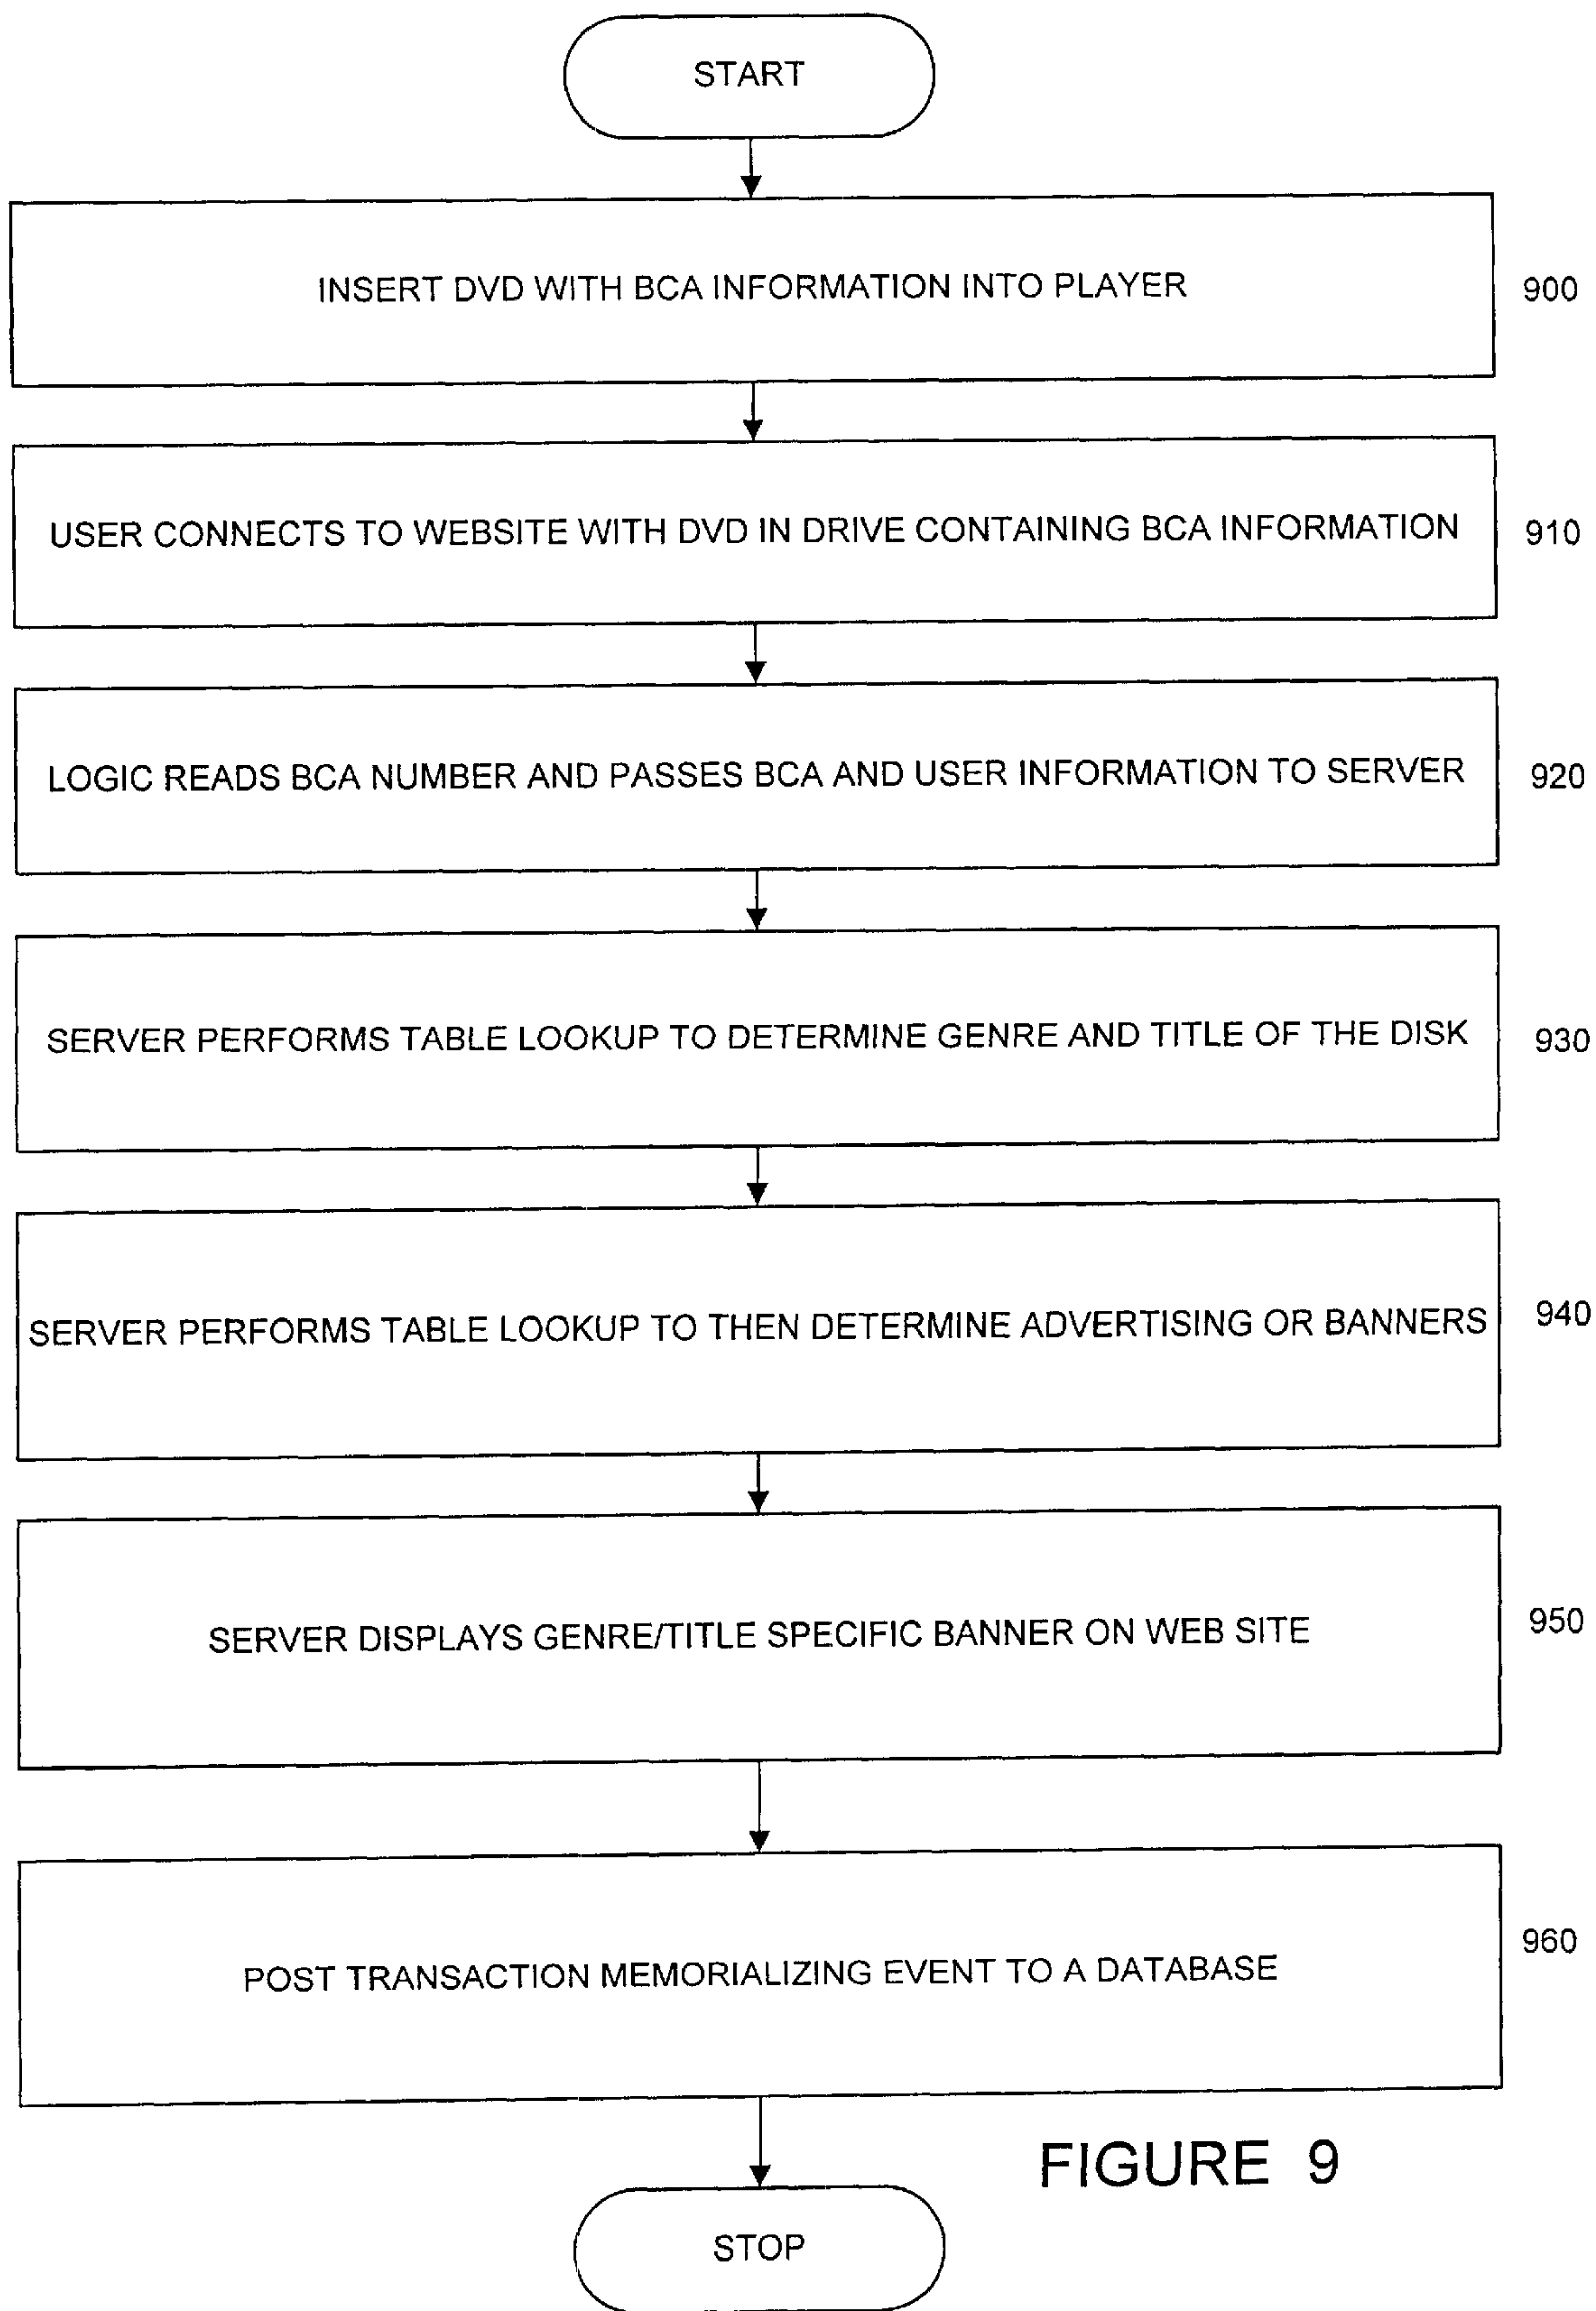 START
INSERT DVD WITH BCA INFORMATION INTO PLAYER
900
USER CONNECTS TO WEBSITE WITH DVD IN DRIVE CONTAINING BCA INFORMATION
910
LOGIC READS BCA NUMBER AND PASSES BCA AND USER INFORMATION TO SERVER
920
SERVER PERFORMS TABLE LOOKUP TO DETERMINE GENRE AND TITLE OF THE DISK
930
SERVER PERFORMS TABLE LOOKUP TO THEN DETERMINE ADVERTISING OR BANNERS
940
SERVER DISPLAYS GENRE/TITLE SPECIFIC BANNER ON WEB SITE
950
POST TRANSACTION MEMORIALIZING EVENT TO A DATABASE
960
FIGURE 9
STOP